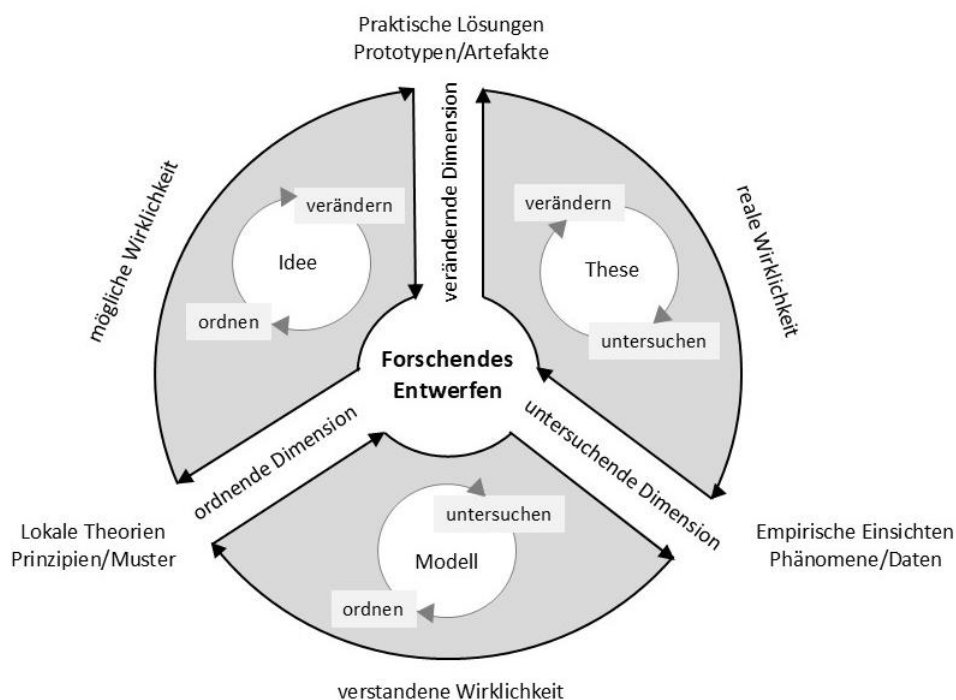 Praktische Lösungen
Prototypen/Artefakte
verändernde Dimension
mögliche Wirklichkeit
reale Wirklichkeit
verändern
Idee
ordnen
verändern
These
untersuchen
Forschendes
Entwerfen
ordnende Dimension
untersuchende Dimension
Lokale Theorien
Prinzipien/Muster
Empirische Einsichten
Phänomene/Daten
untersuchen
Modell
ordnen
verstandene Wirklichkeit